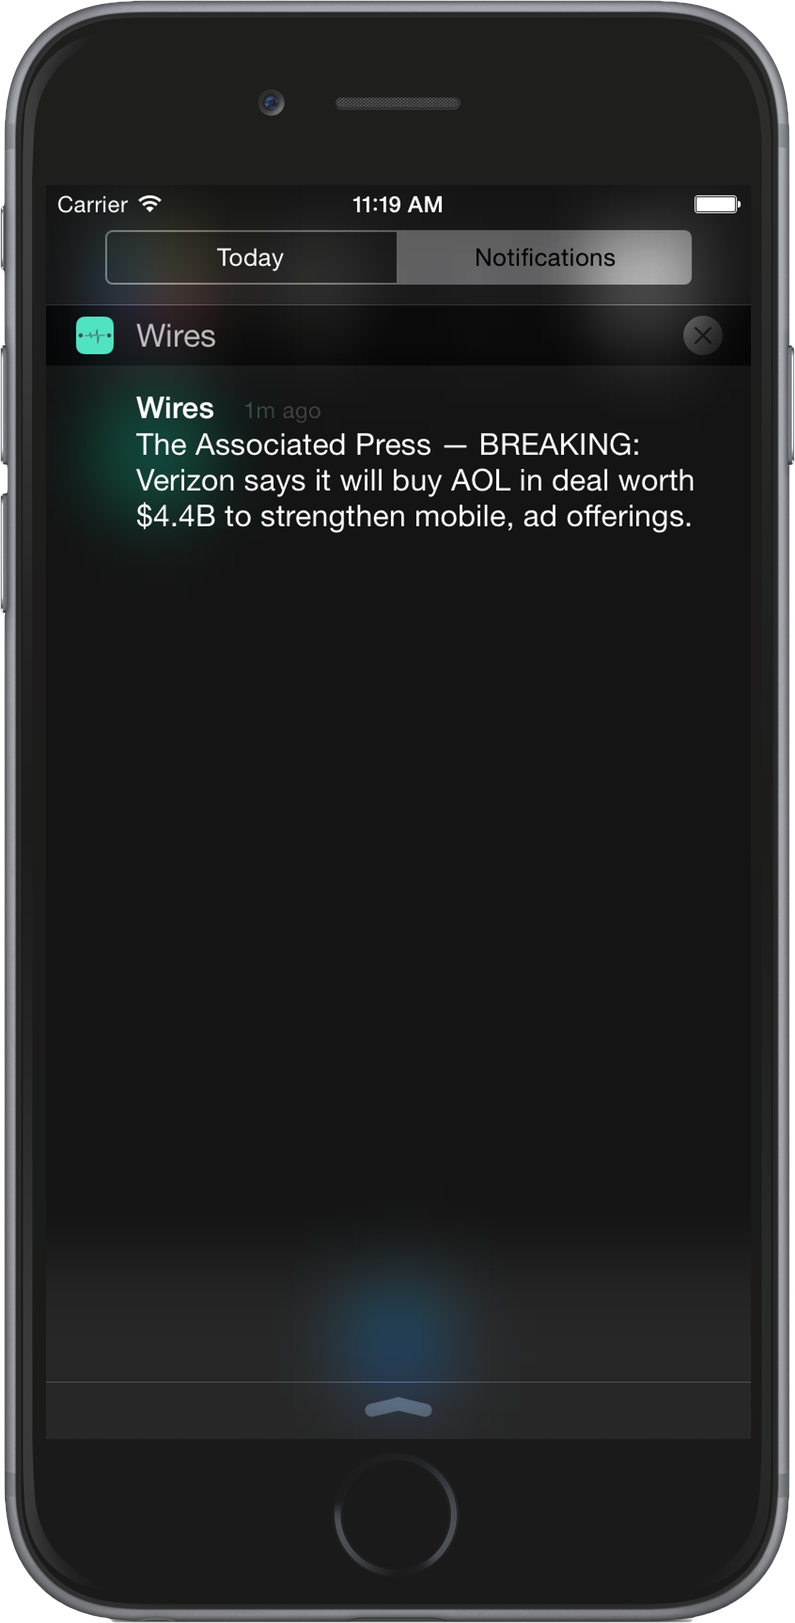 Carrier 11:19 AM
Today Notifications
Wires
Wires 1m ago
The Associated Press — BREAKING:
Verizon says it will buy AOL in deal worth
$4.4B to strengthen mobile, ad offerings.